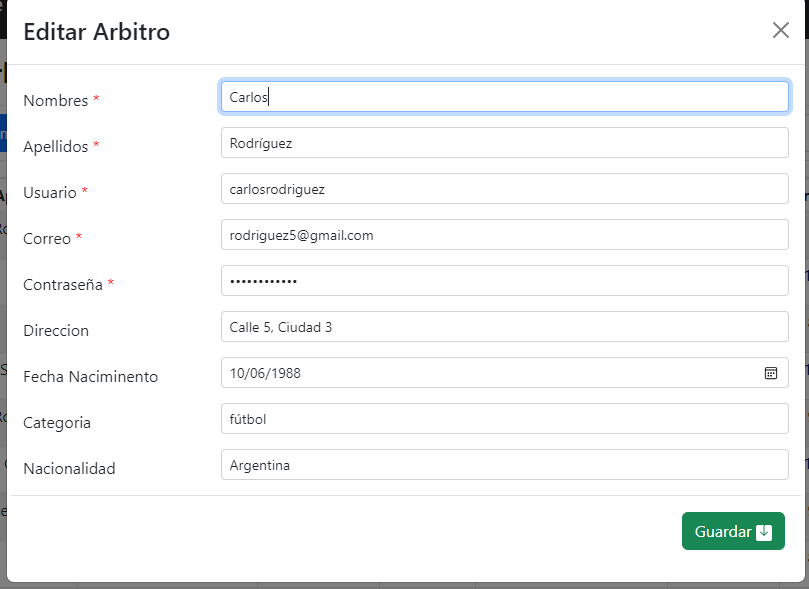 Editar Arbitro
Nombres * Carlos
Apellidos * Rodríguez
Usuario * carlosrodriguez
Correo * rodriguez5@gmail.com
Contraseña * ••••••••••••
Direccion Calle 5, Ciudad 3
Fecha Naciminento 10/06/1988
Categoria fútbol
Nacionalidad Argentina
Guardar